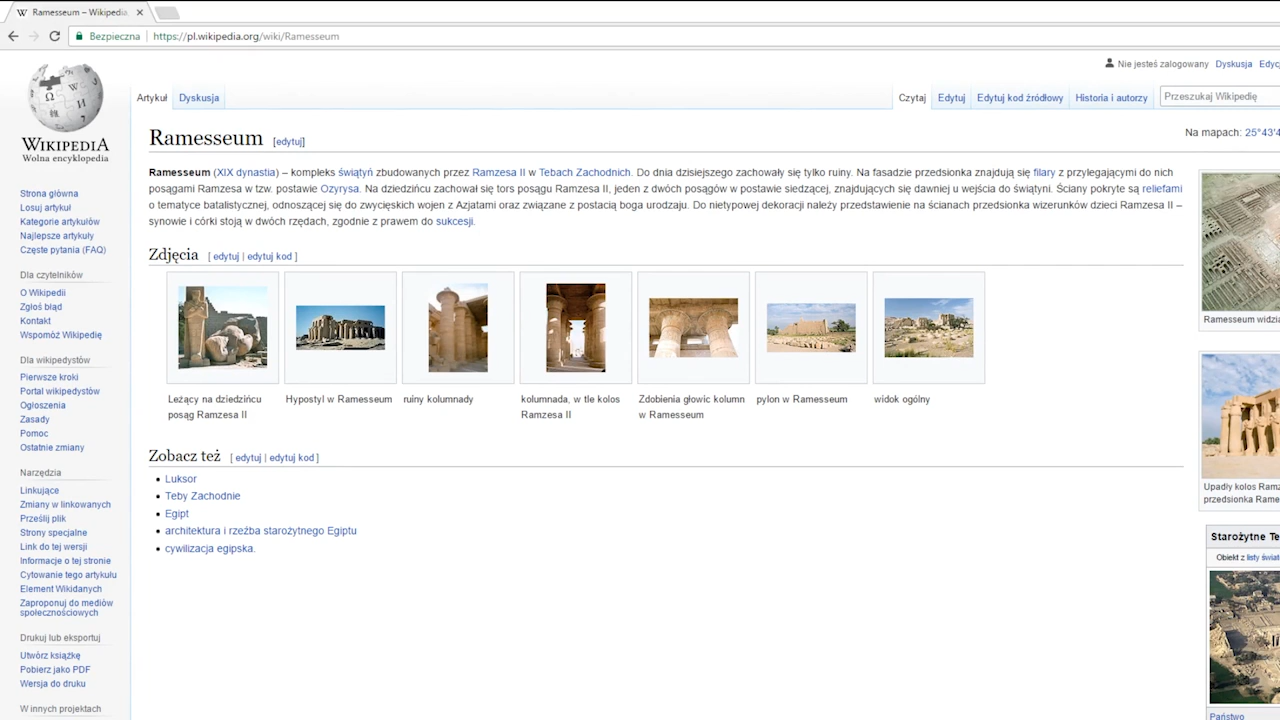 Ramesseum – Wikipedia,
Bezpieczna https://pl.wikipedia.org/wiki/Ramesseum
Nie jesteś zalogowany Dyskusja
Artykuł Dyskusja Czytaj Edytuj Edytuj kod źródłowy Historia i autorzy Przeszukaj Wikipedię
WIKIPEDIA
Wolna encyklopedia
Strona główna
Losuj artykuł
Kategorie artykułów
Najlepsze artykuły
Częste pytania (FAQ)
Dla czytelników
O Wikipedii
Zgłoś błąd
Kontakt
Wspomóż Wikipedię
Dla wikipedystów
Pierwsze kroki
Portal wikipedystów
Ogłoszenia
Zasady
Pomoc
Ostatnie zmiany
Narzędzia
Linkujące
Zmiany w linkowanych
Prześlij plik
Strony specjalne
Link do tej wersji
Informacje o tej stronie
Cytowanie tego artykułu
Element Wikidanych
Zaproponuj do mediów
społecznościowych
Drukuj lub eksportuj
Utwórz książkę
Pobierz jako PDF
Wersja do druku
W innych projektach
Ramesseum [edytuj]
Na mapach: 25°43′4
Ramesseum (XIX dynastia) – kompleks świątyń zbudowanych przez Ramzesa II w Tebach Zachodnich. Do dnia dzisiejszego zachowały się tylko ruiny. Na fasadzie przedsionka znajdują się filary z przylegającymi do nich
posągami Ramzesa w tzw. postawie Ozyrysa. Na dziedzińcu zachował się tors posągu Ramzesa II, jeden z dwóch posągów w postawie siedzącej, znajdujących się dawniej u wejścia do świątyni. Ściany pokryte są reliefami
o tematyce batalistycznej, odnoszącej się do zwycięskich wojen z Azjatami oraz związane z postacią boga urodzaju. Do nietypowej dekoracji należy przedstawienie na ścianach przedsionka wizerunków dzieci Ramzesa II –
synowie i córki stoją w dwóch rzędach, zgodnie z prawem do sukcesji.
Zdjęcia [ edytuj | edytuj kod ]
Leżący na dziedzińcu
posąg Ramzesa II
Hypostyl w Ramesseum
ruiny kolumnady
kolumnada, w tle kolos
Ramzesa II
Zdobienia głowic kolumn
w Ramesseum
pylon w Ramesseum
widok ogólny
Zobacz też [ edytuj | edytuj kod ]
Luksor
Teby Zachodnie
Egipt
architektura i rzeźba starożytnego Egiptu
cywilizacja egipska.
Ramesseum
Upadły kolos
przedsionka
Starożytne
Obiekt z listy
Państwo